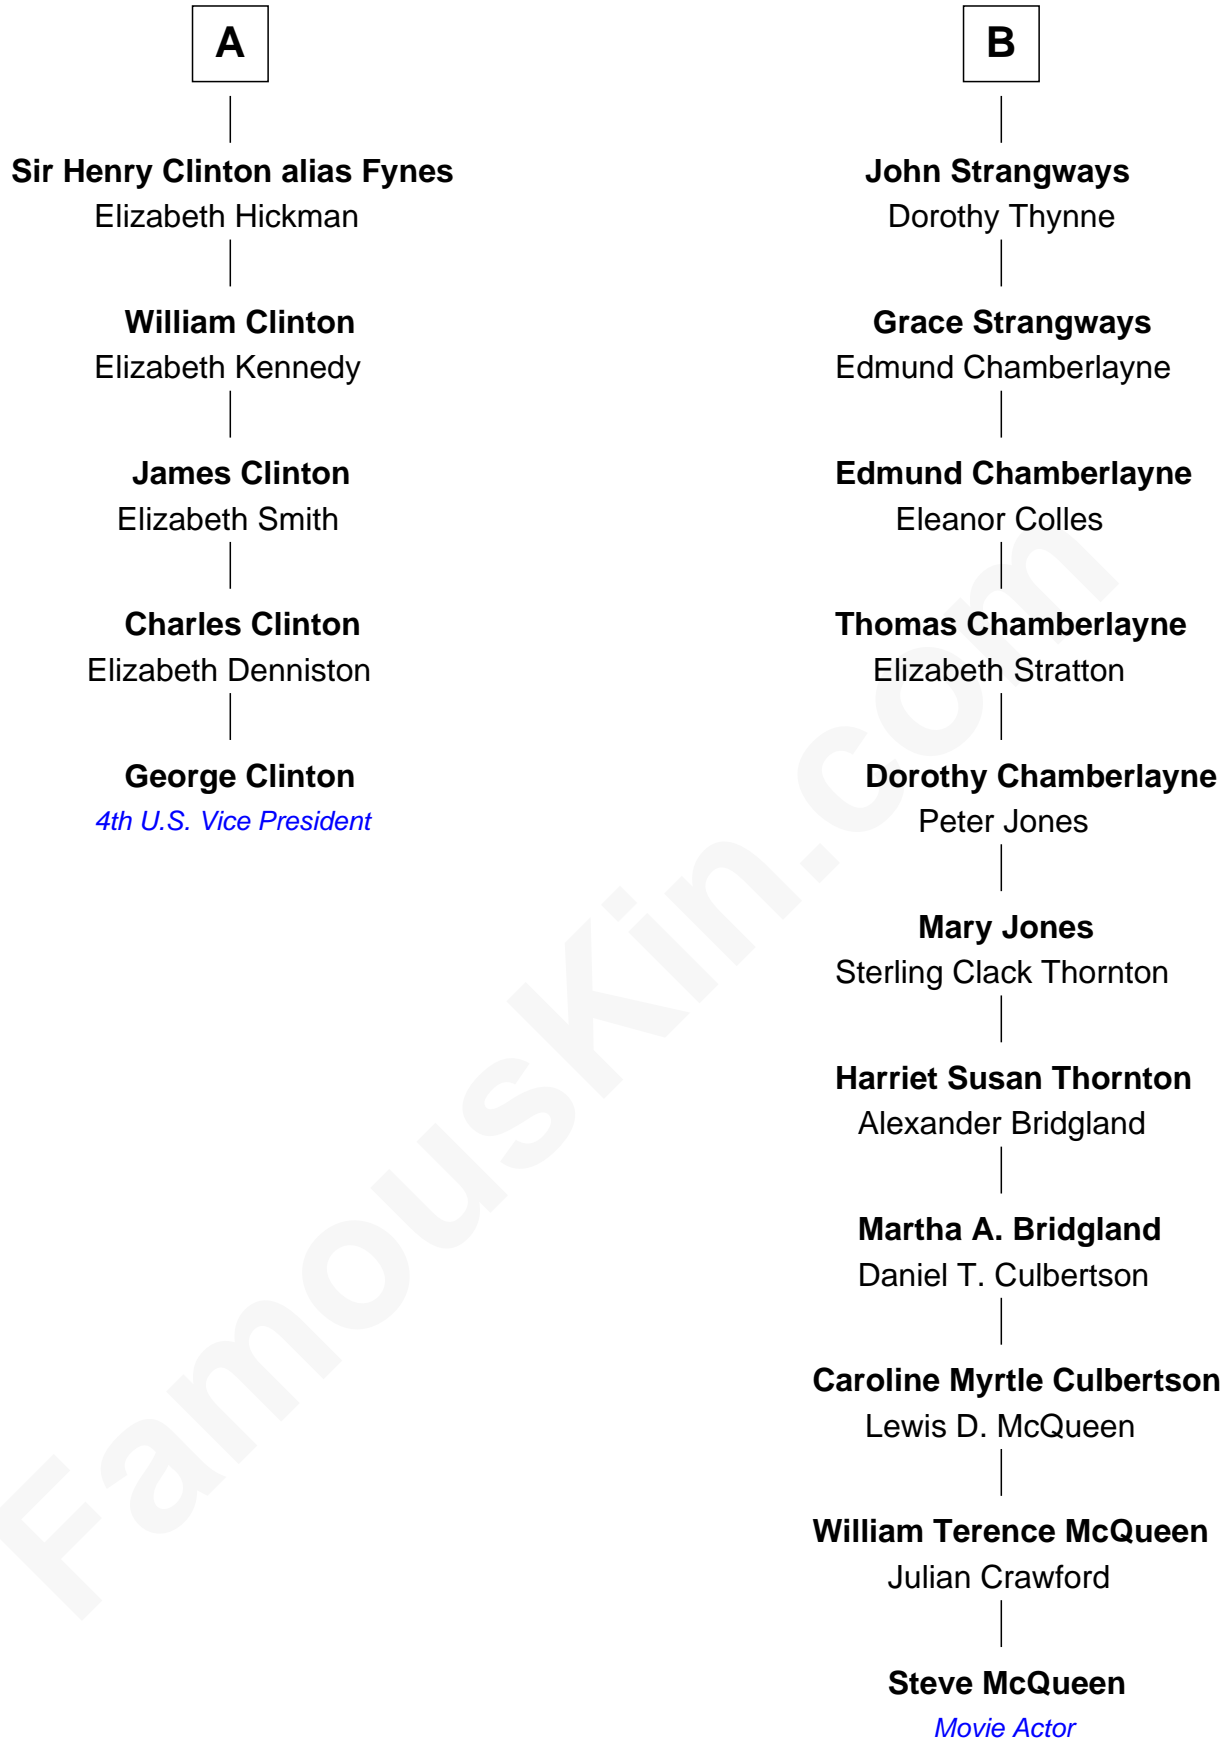 A
Sir Henry Clinton alias Fynes
Elizabeth Hickman
William Clinton
Elizabeth Kennedy
James Clinton
Elizabeth Smith
Charles Clinton
Elizabeth Denniston
George Clinton
4th U.S. Vice President
B
John Strangways
Dorothy Thynne
Grace Strangways
Edmund Chamberlayne
Edmund Chamberlayne
Eleanor Colles
Thomas Chamberlayne
Elizabeth Stratton
Dorothy Chamberlayne
Peter Jones
Mary Jones
Sterling Clack Thornton
Harriet Susan Thornton
Alexander Bridgland
Martha A. Bridgland
Daniel T. Culbertson
Caroline Myrtle Culbertson
Lewis D. McQueen
William Terence McQueen
Julian Crawford
Steve McQueen
Movie Actor
FamousKin.com